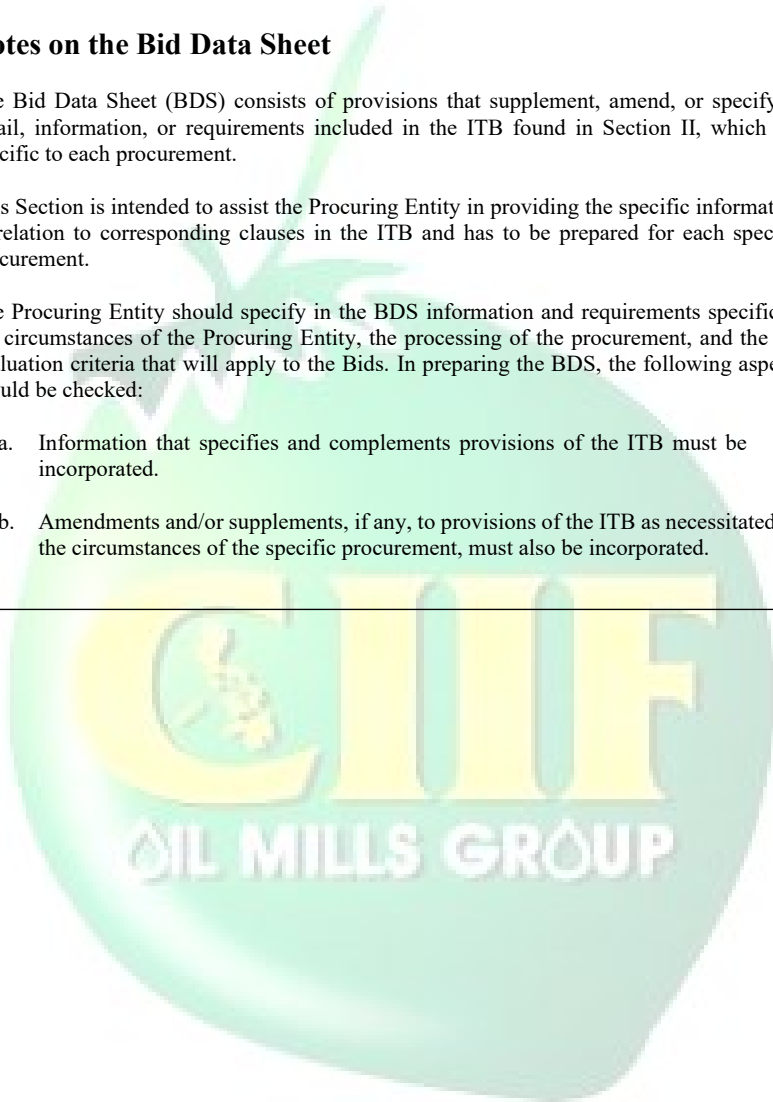 otes on the Bid Data Sheet
e Bid Data Sheet (BDS) consists of provisions that supplement, amend, or specify
ail, information, or requirements included in the ITB found in Section II, which
cific to each procurement.
s Section is intended to assist the Procuring Entity in providing the specific informat
relation to corresponding clauses in the ITB and has to be prepared for each spec
curement.
e Procuring Entity should specify in the BDS information and requirements specific
circumstances of the Procuring Entity, the processing of the procurement, and the
luation criteria that will apply to the Bids. In preparing the BDS, the following aspe
uld be checked:
a. Information that specifies and complements provisions of the ITB must be
incorporated.
b. Amendments and/or supplements, if any, to provisions of the ITB as necessitated
the circumstances of the specific procurement, must also be incorporated.
CIIF
OIL MILLS GROUP